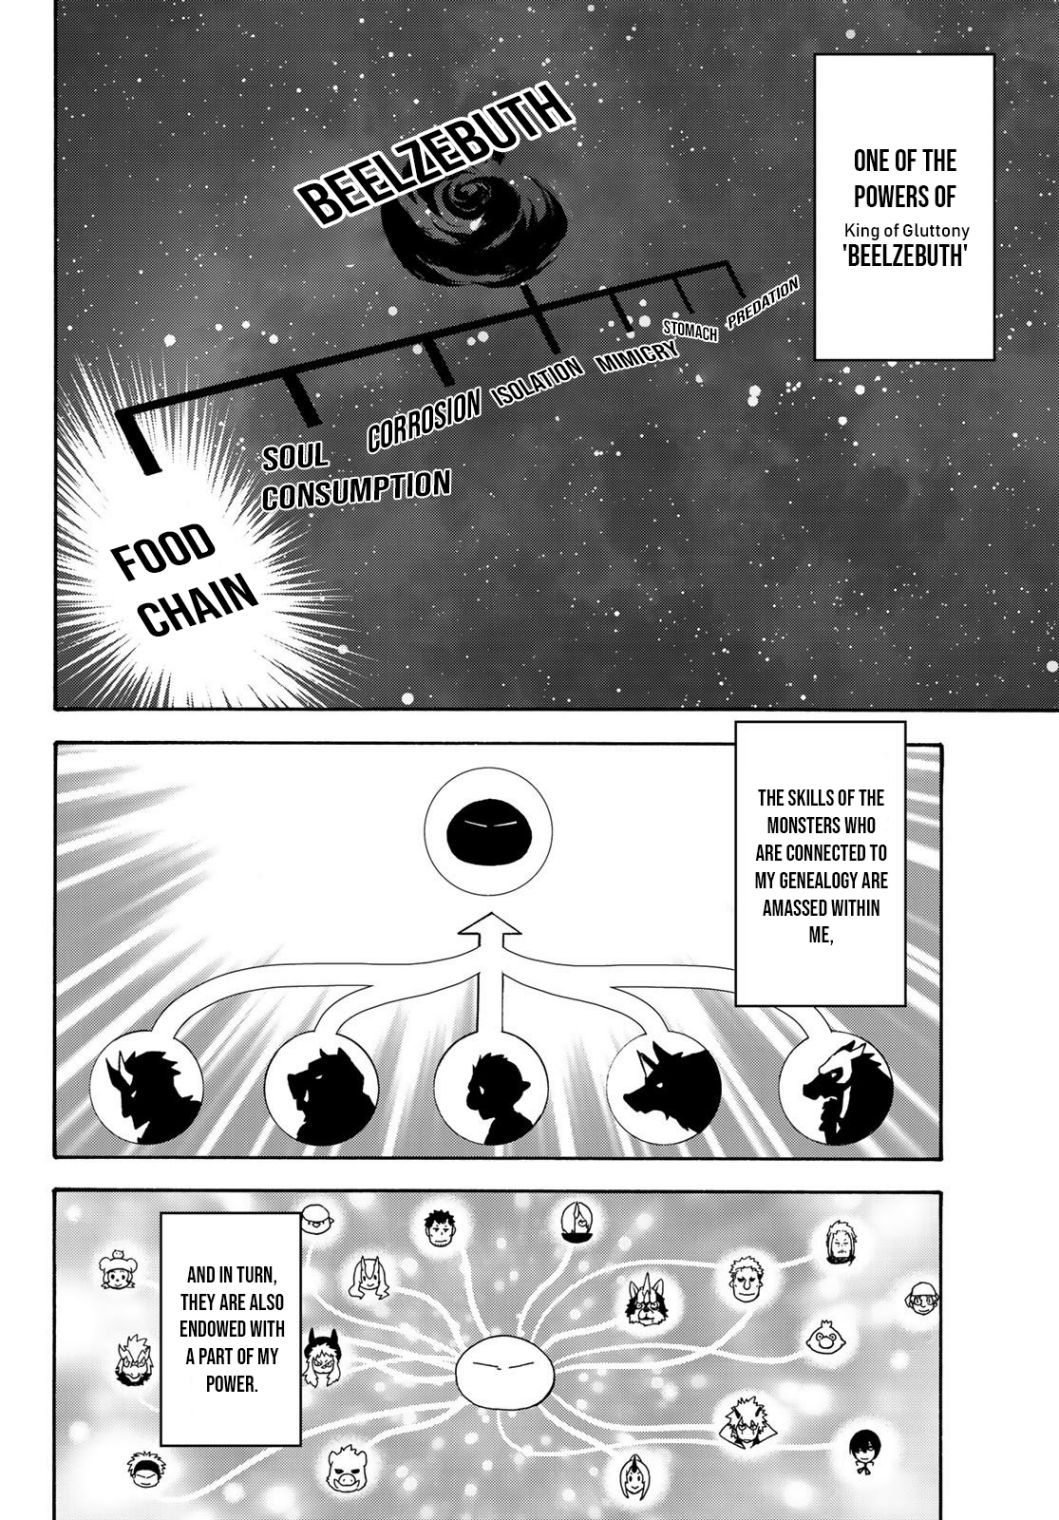 ONE OF THE
POWERS OF
King of Gluttony
'BEELZEBUTH'
BEELZEBUTH
PREDATION
STOMACH
MIMICRY
ISOLATION
CORROSION
SOUL
CONSUMPTION
FOOD
CHAIN
THE SKILLS OF THE
MONSTERS WHO
ARE CONNECTED TO
MY GENEALOGY ARE
AMASSED WITHIN
ME,
AND IN TURN,
THEY ARE ALSO
ENDOWED WITH
A PART OF MY
POWER.